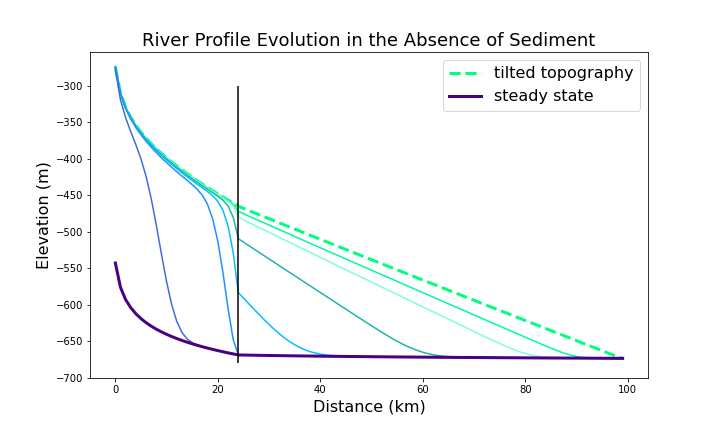 River Profile Evolution in the Absence of Sediment
tilted topography
steady state
Elevation (m)
−300
−350
−400
−450
−500
−550
−600
−650
−700
0 20 40 60 80 100
Distance (km)